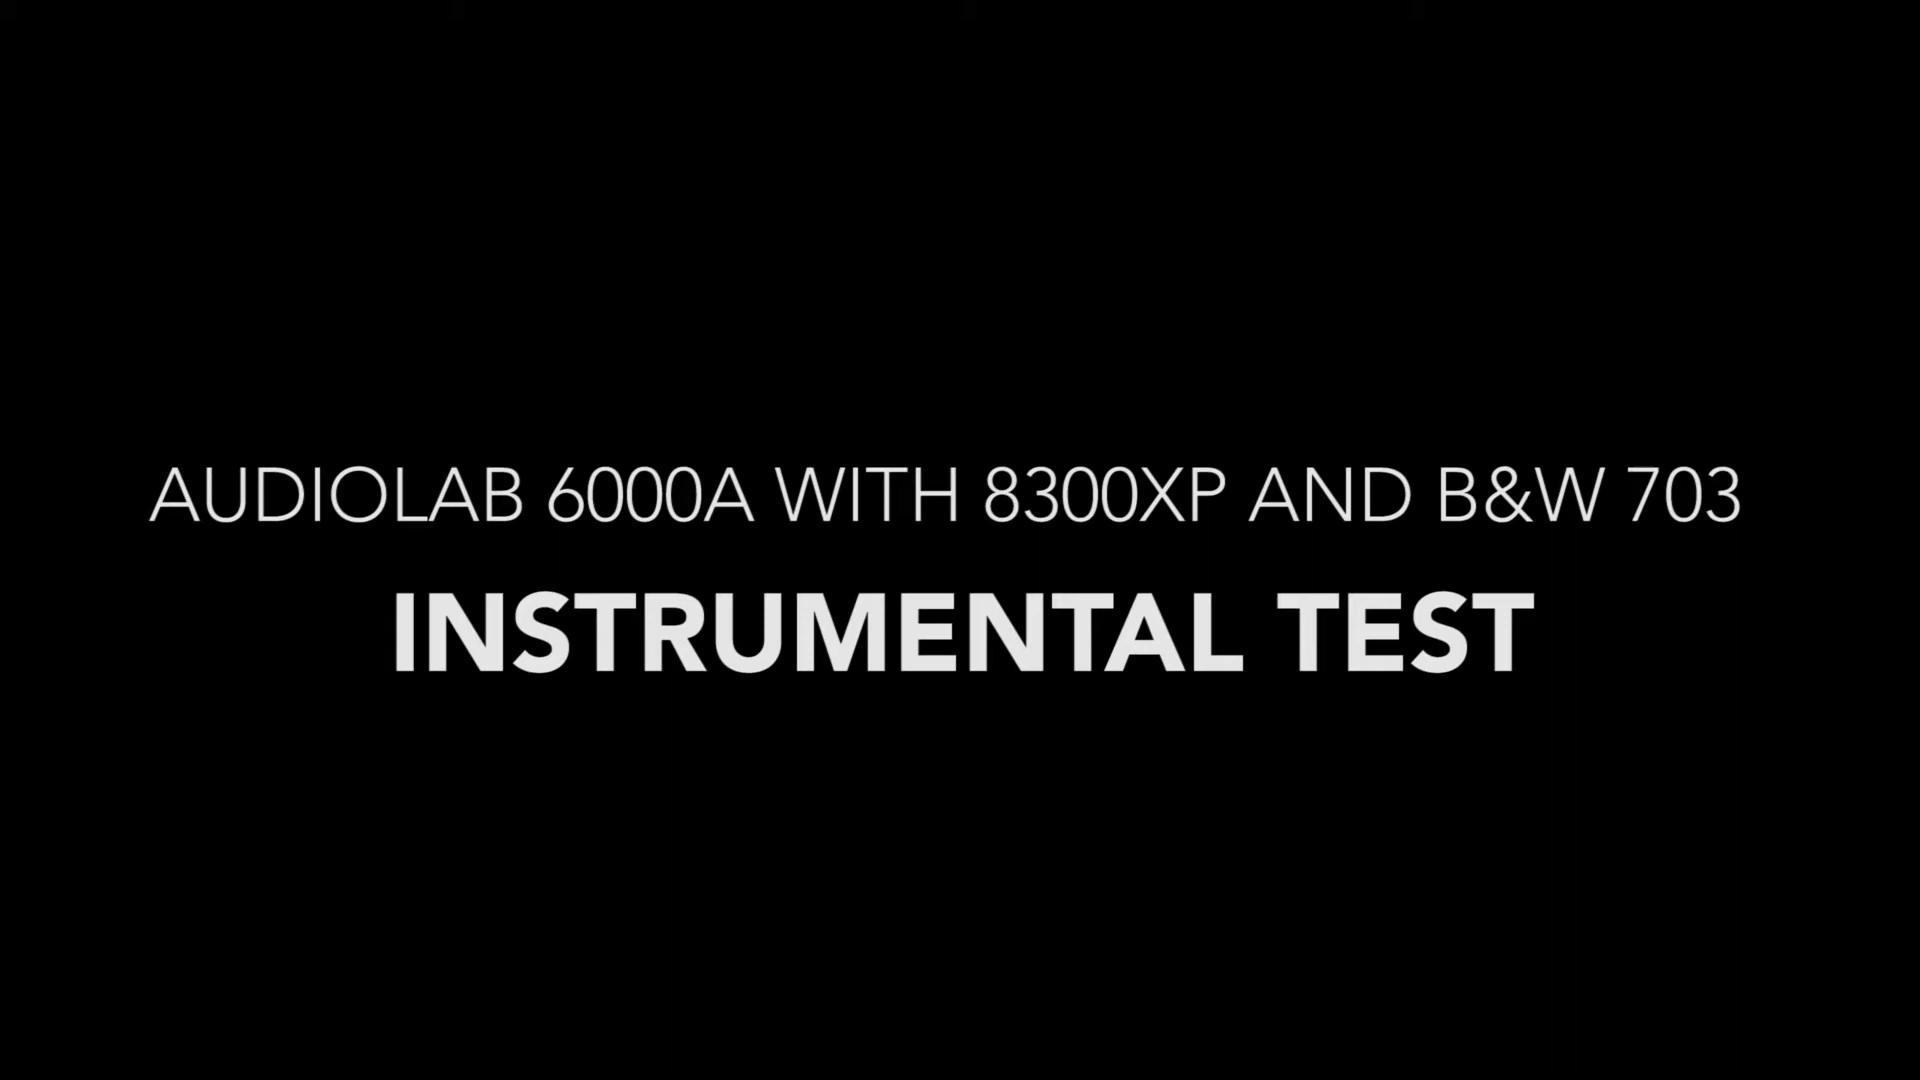 AUDIOLAB 6000A WITH 8300XP AND B&W 703
INSTRUMENTAL TEST